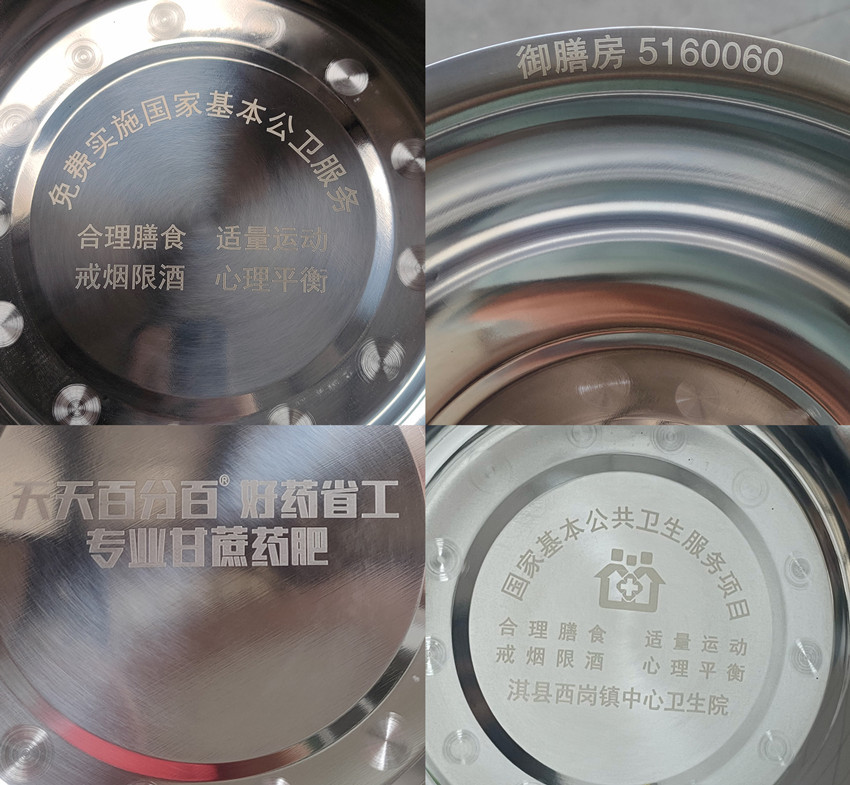 免费实施国家基本公卫服务
合理膳食 适量运动
戒烟限酒 心理平衡
御膳房 5160060
天天百分百® 好药省工
专业甘蔗药肥
国家基本公共卫生服务项目
合理膳食 适量运动
戒烟限酒 心理平衡
淇县西岗镇中心卫生院